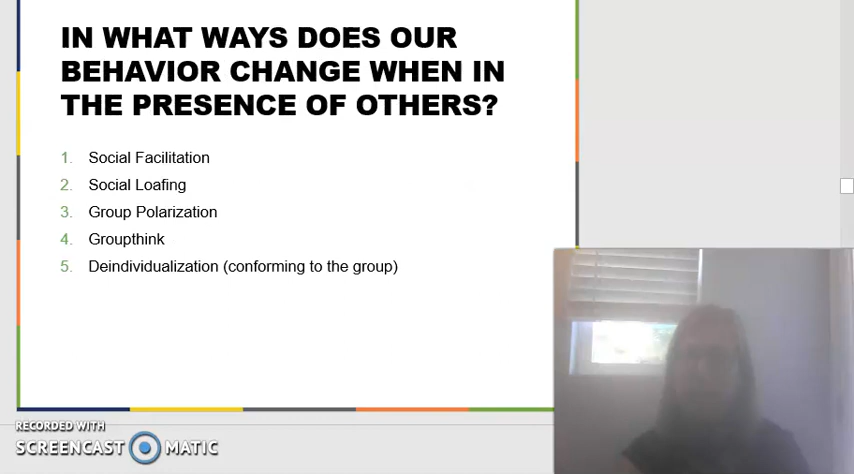 IN WHAT WAYS DOES OUR
BEHAVIOR CHANGE WHEN IN
THE PRESENCE OF OTHERS?
1. Social Facilitation
2. Social Loafing
3. Group Polarization
4. Groupthink
5. Deindividualization (conforming to the group)
RECORDED WITH
SCREENCAST MATIC